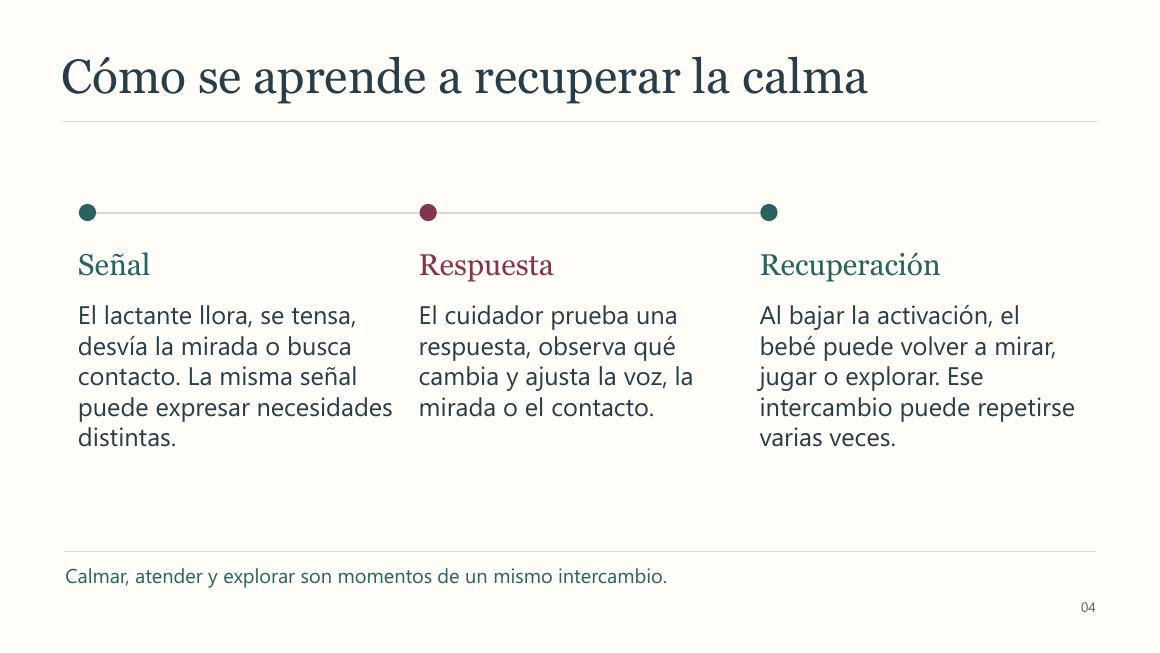 Cómo se aprende a recuperar la calma
Señal
El lactante llora, se tensa,
desvía la mirada o busca
contacto. La misma señal
puede expresar necesidades
distintas.
Respuesta
El cuidador prueba una
respuesta, observa qué
cambia y ajusta la voz, la
mirada o el contacto.
Recuperación
Al bajar la activación, el
bebé puede volver a mirar,
jugar o explorar. Ese
intercambio puede repetirse
varias veces.
Calmar, atender y explorar son momentos de un mismo intercambio.
04